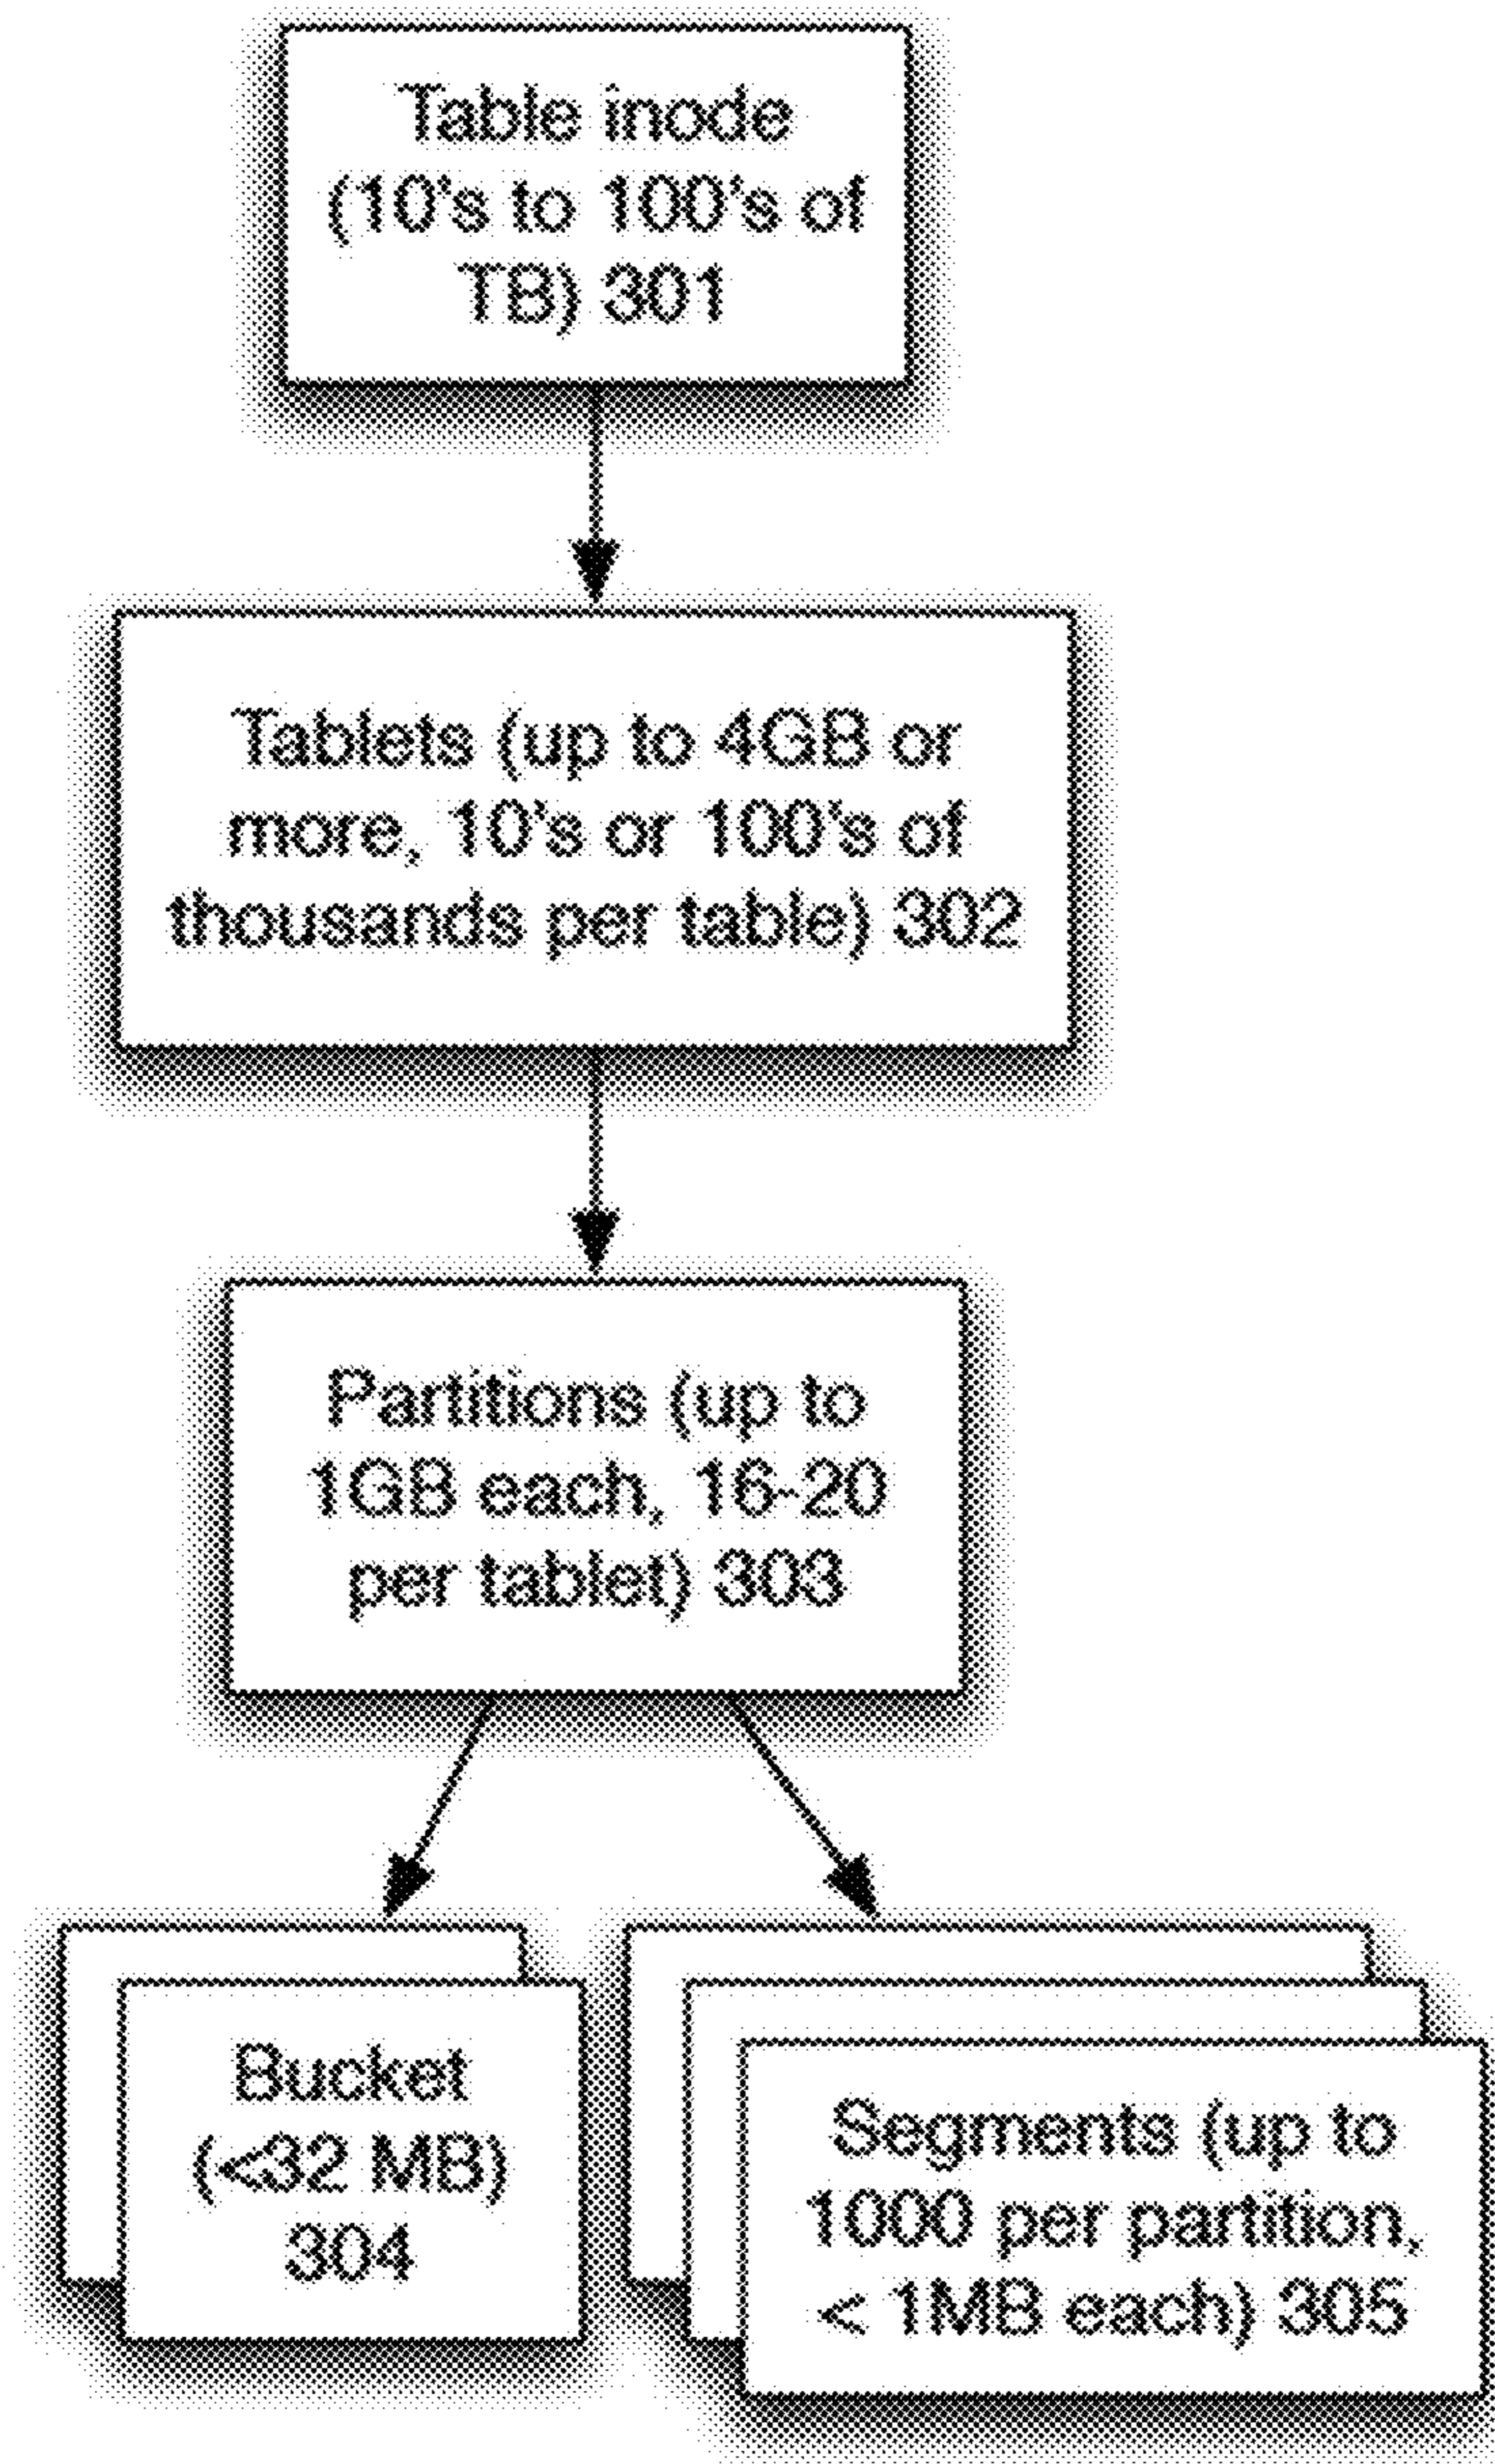 Table inode
(10's to 100's of
TB) 301
Tablets (up to 4GB or
more, 10's or 100's of
thousands per table) 302
Partitions (up to
1GB each, 16-20
per tablet) 303
Bucket
(<32 MB)
304
Segments (up to
1000 per partition,
< 1MB each) 305